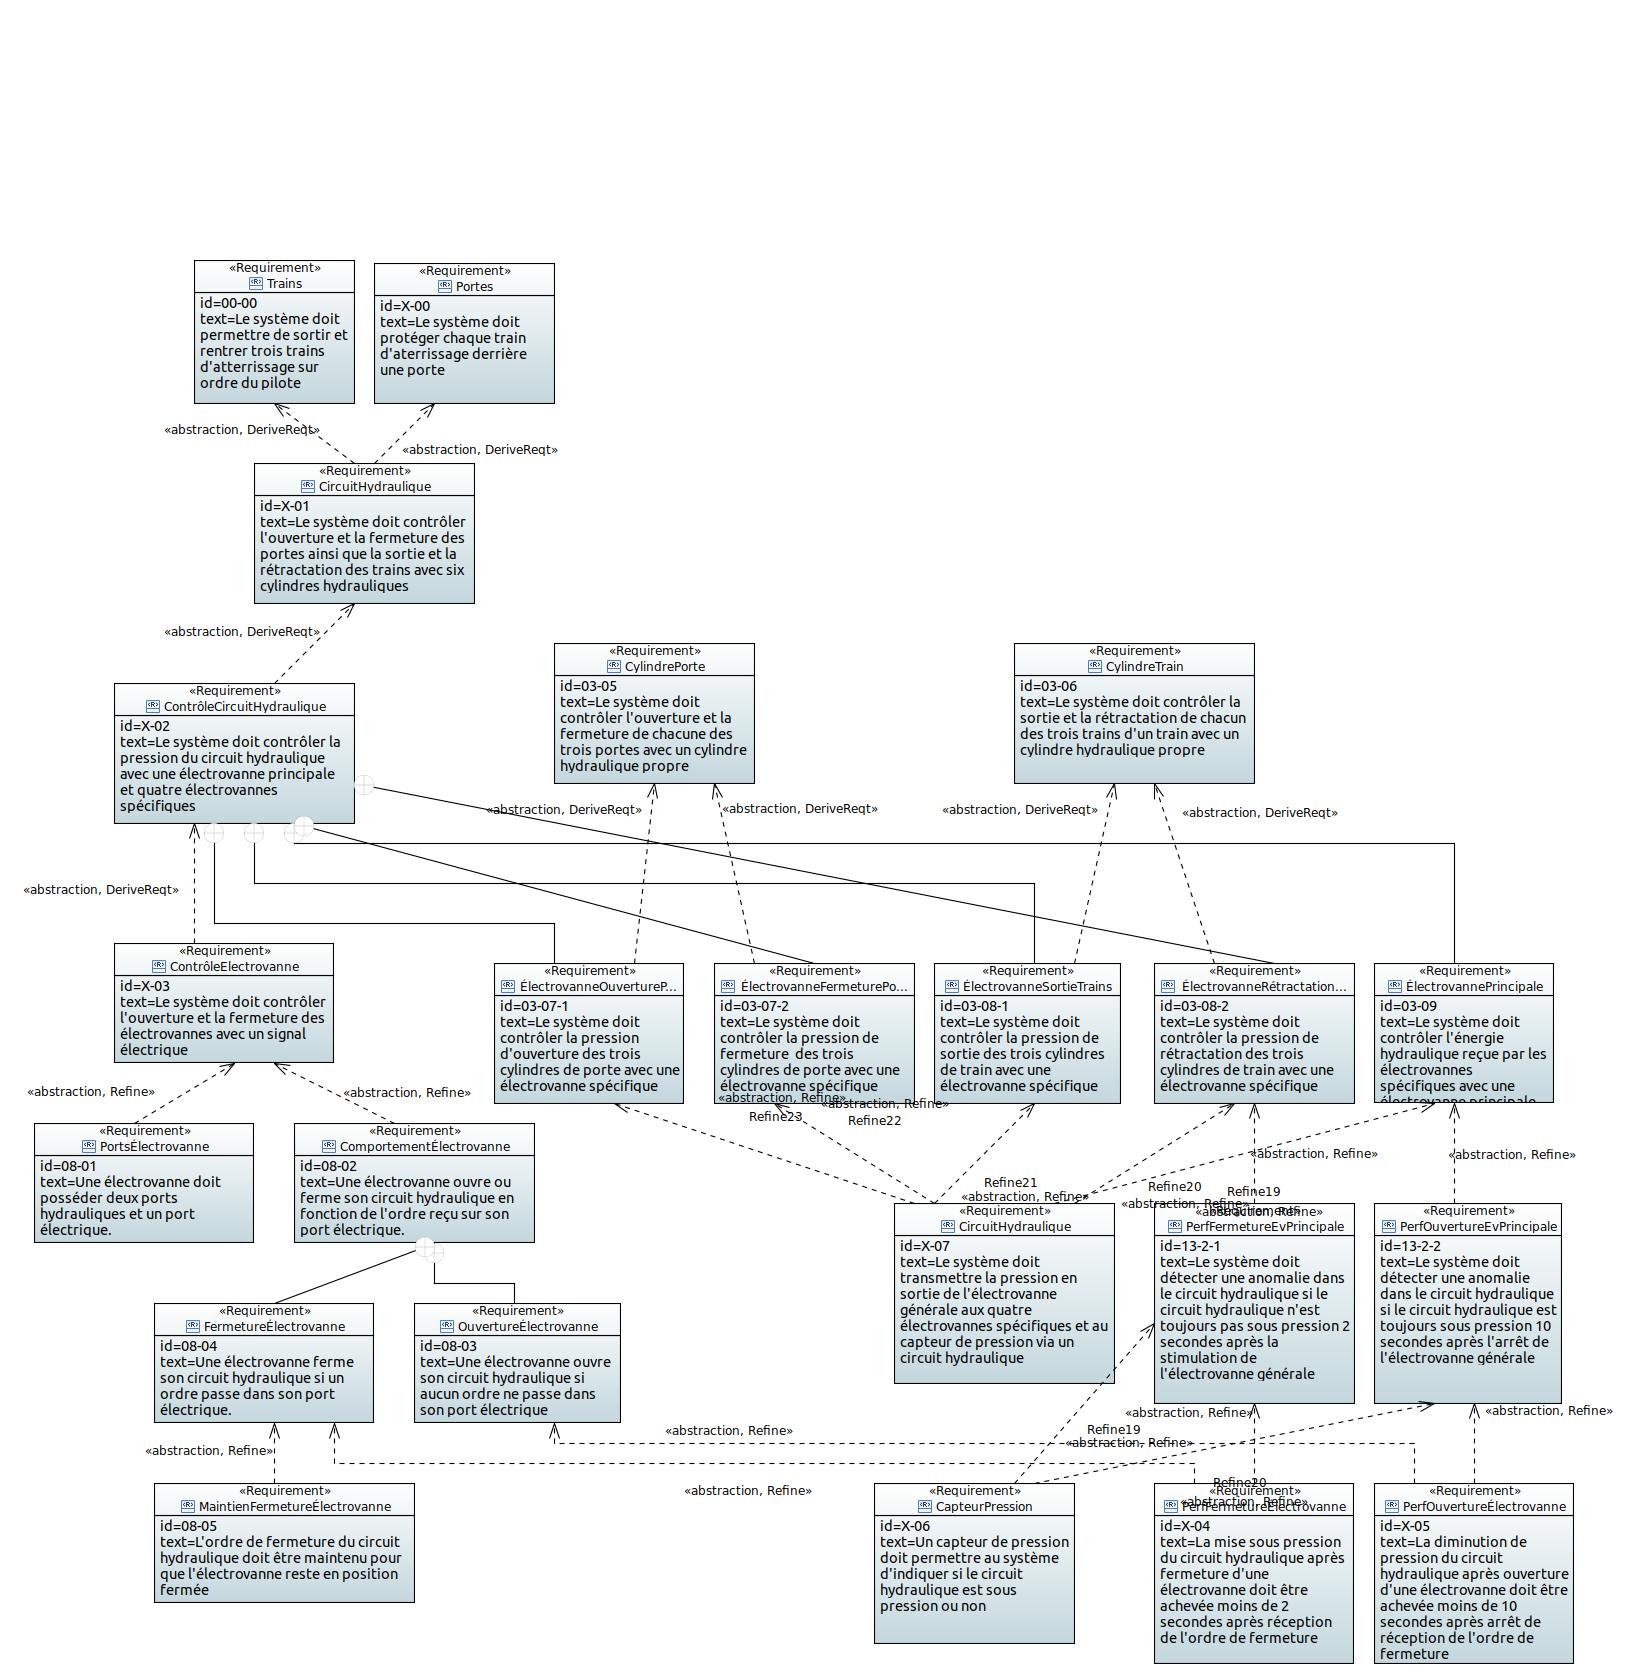 «Requirement»
Trains
id=00-00
text=Le système doit
permettre de sortir et
rentrer trois trains
d'atterrissage sur
ordre du pilote
«Requirement»
Portes
id=X-00
text=Le système doit
protéger chaque train
d'aterrissage derrière
une porte
«abstraction, DeriveReqt»
«abstraction, DeriveReqt»
«Requirement»
CircuitHydraulique
id=X-01
text=Le système doit contrôler
l'ouverture et la fermeture des
portes ainsi que la sortie et la
rétractation des trains avec six
cylindres hydrauliques
«abstraction, DeriveReqt»
«Requirement»
ContrôleCircuitHydraulique
id=X-02
text=Le système doit contrôler la
pression du circuit hydraulique
avec une électrovanne principale
et quatre électrovannes
spécifiques
«Requirement»
CylindrePorte
id=03-05
text=Le système doit
contrôler l'ouverture et la
fermeture de chacune des
trois portes avec un cylindre
hydraulique propre
«Requirement»
CylindreTrain
id=03-06
text=Le système doit contrôler la
sortie et la rétractation de chacun
des trois trains d'un train avec un
cylindre hydraulique propre
«abstraction, DeriveReqt»
«abstraction, DeriveReqt»
«abstraction, DeriveReqt»
«abstraction, DeriveReqt»
«abstraction, DeriveReqt»
«Requirement»
ContrôleElectrovanne
id=X-03
text=Le système doit contrôler
l'ouverture et la fermeture des
électrovannes avec un signal
électrique
«Requirement»
ÉlectrovanneOuvertureP...
id=03-07-1
text=Le système doit
contrôler la pression
d'ouverture des trois
cylindres de porte avec une
électrovanne spécifique
«Requirement»
ÉlectrovanneFermeturePo...
id=03-07-2
text=Le système doit
contrôler la pression de
fermeture  des trois
cylindres de porte avec une
électrovanne spécifique
«Requirement»
ÉlectrovanneSortieTrains
id=03-08-1
text=Le système doit
contrôler la pression de
sortie des trois cylindres
de train avec une
électrovanne spécifique
«Requirement»
ÉlectrovanneRétractation...
id=03-08-2
text=Le système doit
contrôler la pression de
rétractation des trois
cylindres de train avec une
électrovanne spécifique
«Requirement»
ÉlectrovannePrincipale
id=03-09
text=Le système doit
contrôler l'énergie
hydraulique reçue par les
électrovannes
spécifiques avec une
électrovanne principale
«abstraction, Refine»
«abstraction, Refine»
«abstraction, Refine»
Refine23
«abstraction, Refine»
Refine22
«abstraction, Refine»
«abstraction, Refine»
Refine21
«abstraction, Refine»
Refine20
«abstraction, Refine»
Refine19
«abstraction, Refine»
«Requirement»
PortsÉlectrovanne
id=08-01
text=Une électrovanne doit
posséder deux ports
hydrauliques et un port
électrique.
«Requirement»
ComportementÉlectrovanne
id=08-02
text=Une électrovanne ouvre ou
ferme son circuit hydraulique en
fonction de l'ordre reçu sur son
port électrique.
«Requirement»
CircuitHydraulique
id=X-07
text=Le système doit
transmettre la pression en
sortie de l'électrovanne
générale aux quatre
électrovannes spécifiques et au
capteur de pression via un
circuit hydraulique
«Requirement»
PerfFermetureEvPrincipale
id=13-2-1
text=Le système doit
détecter une anomalie dans
le circuit hydraulique si le
circuit hydraulique n'est
toujours pas sous pression 2
secondes après la
stimulation de
l'électrovanne générale
«Requirement»
PerfOuvertureEvPrincipale
id=13-2-2
text=Le système doit
détecter une anomalie
dans le circuit hydraulique
si le circuit hydraulique est
toujours sous pression 10
secondes après l'arrêt de
l'électrovanne générale
«Requirement»
FermetureÉlectrovanne
id=08-04
text=Une électrovanne ferme
son circuit hydraulique si un
ordre passe dans son port
électrique.
«Requirement»
OuvertureÉlectrovanne
id=08-03
text=Une électrovanne ouvre
son circuit hydraulique si
aucun ordre ne passe dans
son port électrique
«abstraction, Refine»
«abstraction, Refine»
«abstraction, Refine»
«abstraction, Refine»
Refine19
«abstraction, Refine»
«abstraction, Refine»
Refine20
«abstraction, Refine»
«Requirement»
MaintienFermetureÉlectrovanne
id=08-05
text=L'ordre de fermeture du circuit
hydraulique doit être maintenu pour
que l'électrovanne reste en position
fermée
«Requirement»
CapteurPression
id=X-06
text=Un capteur de pression
doit permettre au système
d'indiquer si le circuit
hydraulique est sous
pression ou non
«Requirement»
PerfFermetureÉlectrovanne
id=X-04
text=La mise sous pression
du circuit hydraulique après
fermeture d'une
électrovanne doit être
achevée moins de 2
secondes après réception
de l'ordre de fermeture
«Requirement»
PerfOuvertureÉlectrovanne
id=X-05
text=La diminution de
pression du circuit
hydraulique après ouverture
d'une électrovanne doit être
achevée moins de 10
secondes après arrêt de
réception de l'ordre de
fermeture